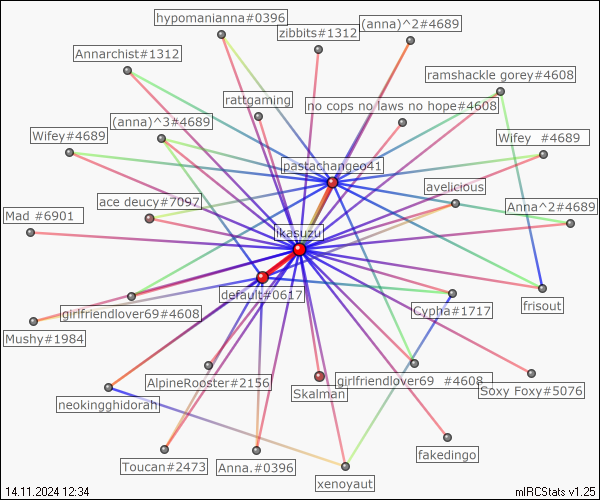 hypomanianna#0396
zibbits#1312
(anna)^2#4689
Annarchist#1312
ramshackle gorey#4608
rattgaming
no cops no laws no hope#4608
(anna)^3#4689
Wifey#4689
Wifey  #4689
pastachangeo41
avelicious
ace deucy#7097
Anna^2#4689
Mad #6901
ikasuzu
default#0617
frisout
girlfriendlover69#4608
Cypha#1717
Mushy#1984
AlpineRooster#2156
girlfriendlover69  #4608
Skalman
Soxy Foxy#5076
neokingghidorah
fakedingo
Toucan#2473
Anna.#0396
xenoyaut
14.11.2024 12:34
mIRCStats v1.25